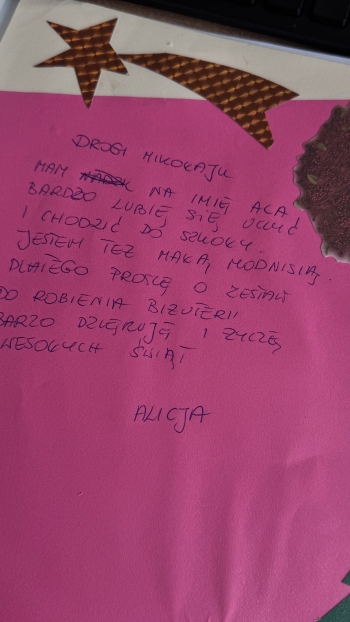 DROGI MIKOŁAJU
MAM NA IMIĘ ALA
BARDZO LUBIĘ SIĘ UCZYĆ
I CHODZIĆ DO SZKOŁY.
JESTEM TEŻ MAŁĄ MODNISIĄ.
DLATEGO PROSZĘ O ZESTAW
DO ROBIENIA BIŻUTERII
BARZO DZIĘKUJĘ I ŻYCZĘ
WESOŁYCH ŚWIĄT
ALICJA